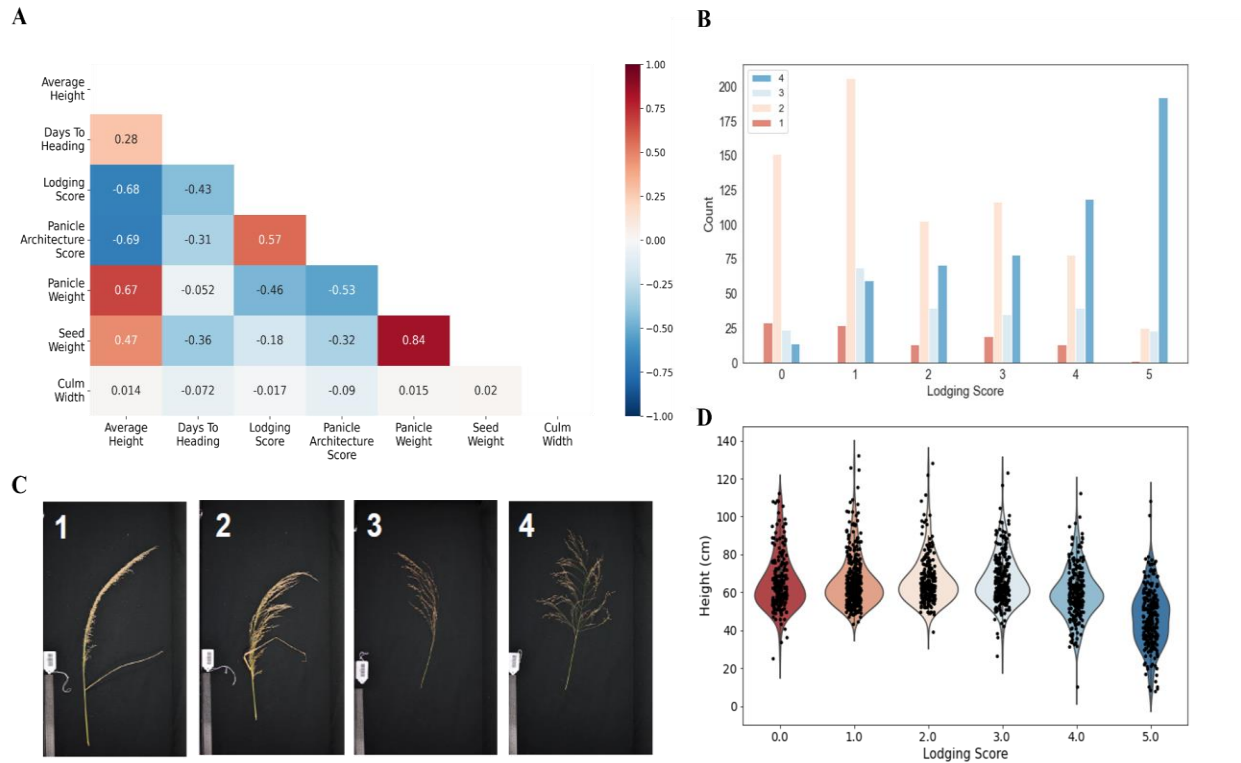 A
Average
Height
Days To
Heading
Lodging
Score
Panicle
Architecture
Score
Panicle
Weight
Seed
Weight
Culm
Width
0.28
-0.68 -0.43
-0.69 -0.31 0.57
0.67 -0.052 -0.46 -0.53
0.47 -0.36 -0.18 -0.32 0.84
0.014 -0.072 -0.017 -0.09 0.015 0.02
Average Days To Lodging Panicle Panicle Seed Culm
Height Heading Score Architecture Weight Weight Width
Score
1.00
0.75
0.50
0.25
0.00
−0.25
−0.50
−0.75
−1.00
B
4
3
2
1
200
175
150
125
100
75
50
25
0
Count
0 1 2 3 4 5
Lodging Score
C
1 2 3 4
D
140
120
100
80
60
40
20
0
Height (cm)
0.0 1.0 2.0 3.0 4.0 5.0
Lodging Score